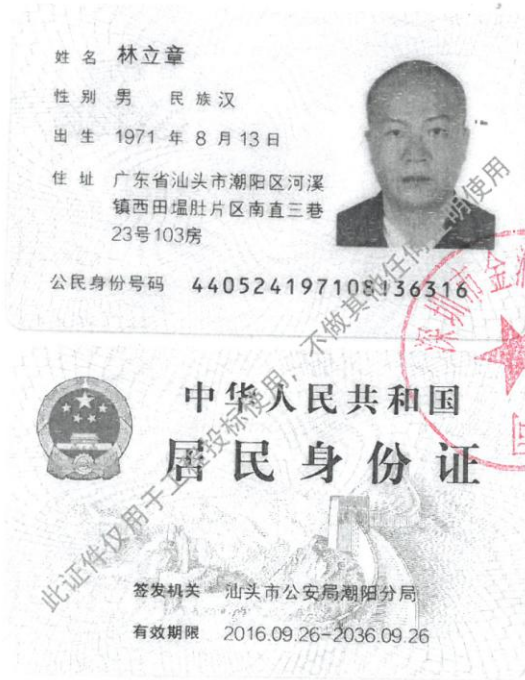 姓名 林立章
性别 男 民族 汉
出生 1971 年 8 月 13 日
住址 广东省汕头市潮阳区河溪
镇西田塭肚片区南直三巷
23号103房
公民身份号码 440524197108136316
中华人民共和国
居民身份证
签发机关 汕头市公安局潮阳分局
有效期限 2016.09.26-2036.09.26
此证件仅用于工 投标使用，不做其他任何 明使用
深圳市金